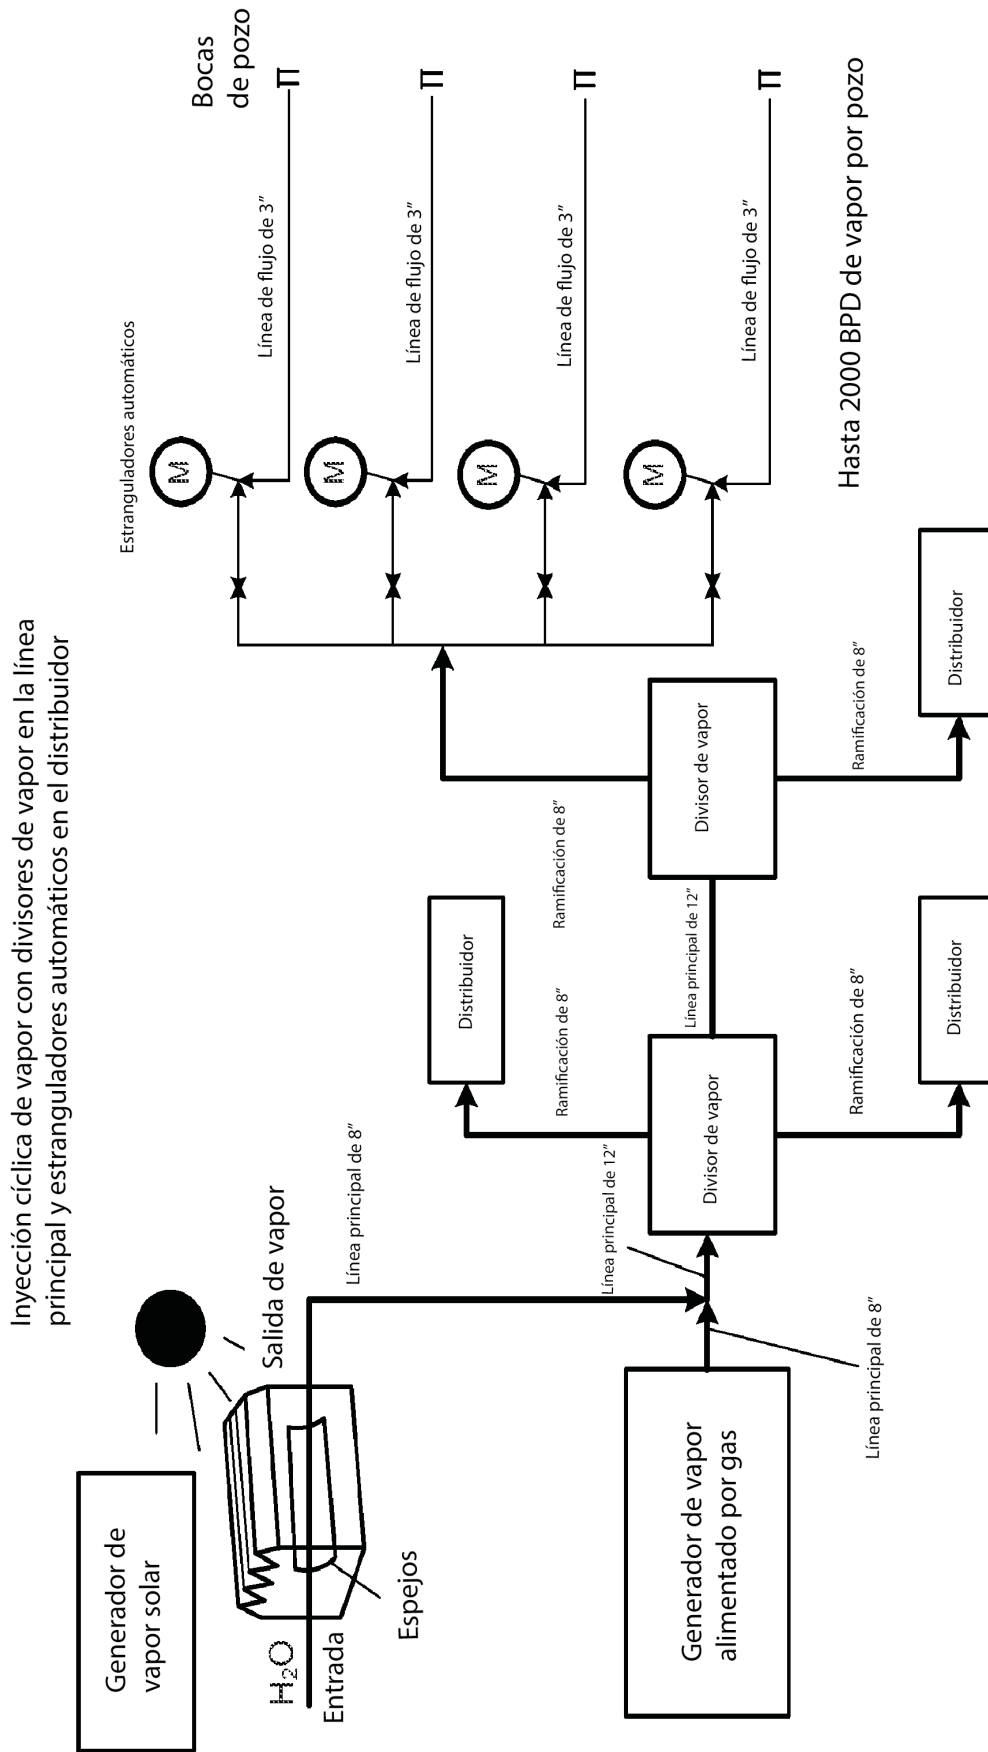 Inyección cíclica de vapor con divisores de vapor en la línea
principal y estranguladores automáticos en el distribuidor
Generador de
vapor solar
H₂O
Entrada
Espejos
Salida de vapor
Línea principal de 8"
Generador de vapor
alimentado por gas
Línea principal de 8"
Línea principal de 12"
Divisor de vapor
Ramificación de 8"
Distribuidor
Ramificación de 8"
Distribuidor
Línea principal de 12"
Divisor de vapor
Ramificación de 8"
Ramificación de 8"
Distribuidor
Estranguladores automáticos
M
M
M
M
Línea de flujo de 3"
Línea de flujo de 3"
Línea de flujo de 3"
Línea de flujo de 3"
Bocas
de pozo
Hasta 2000 BPD de vapor por pozo